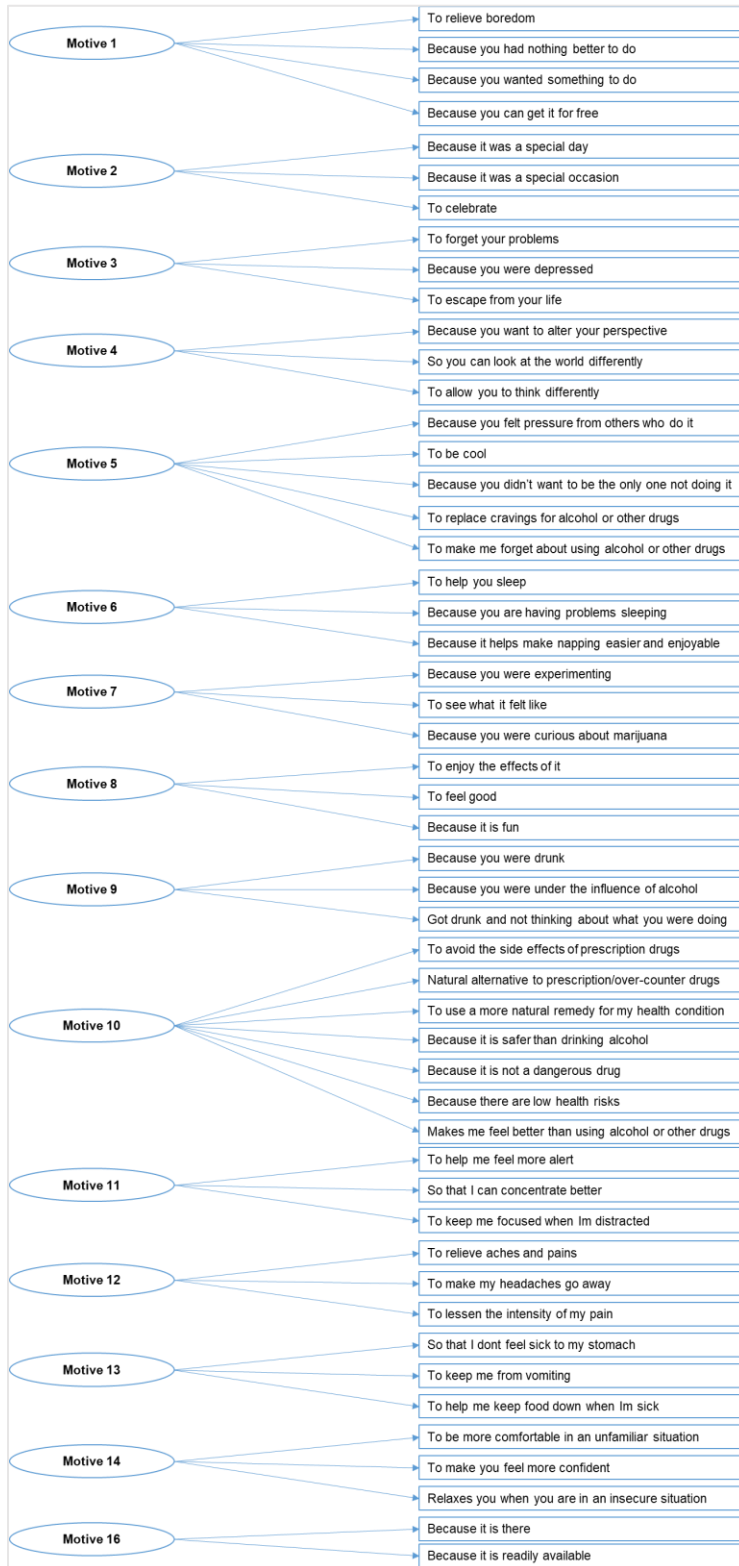 Motive 1
To relieve boredom
Because you had nothing better to do
Because you wanted something to do
Because you can get it for free
Motive 2
Because it was a special day
Because it was a special occasion
To celebrate
Motive 3
To forget your problems
Because you were depressed
To escape from your life
Motive 4
Because you want to alter your perspective
So you can look at the world differently
To allow you to think differently
Motive 5
Because you felt pressure from others who do it
To be cool
Because you didn't want to be the only one not doing it
To replace cravings for alcohol or other drugs
To make me forget about using alcohol or other drugs
Motive 6
To help you sleep
Because you are having problems sleeping
Because it helps make napping easier and enjoyable
Motive 7
Because you were experimenting
To see what it felt like
Because you were curious about marijuana
Motive 8
To enjoy the effects of it
To feel good
Because it is fun
Motive 9
Because you were drunk
Because you were under the influence of alcohol
Got drunk and not thinking about what you were doing
Motive 10
To avoid the side effects of prescription drugs
Natural alternative to prescription/over-counter drugs
To use a more natural remedy for my health condition
Because it is safer than drinking alcohol
Because it is not a dangerous drug
Because there are low health risks
Makes me feel better than using alcohol or other drugs
Motive 11
To help me feel more alert
So that I can concentrate better
To keep me focused when Im distracted
Motive 12
To relieve aches and pains
To make my headaches go away
To lessen the intensity of my pain
Motive 13
So that I dont feel sick to my stomach
To keep me from vomiting
To help me keep food down when Im sick
Motive 14
To be more comfortable in an unfamiliar situation
To make you feel more confident
Relaxes you when you are in an insecure situation
Motive 16
Because it is there
Because it is readily available